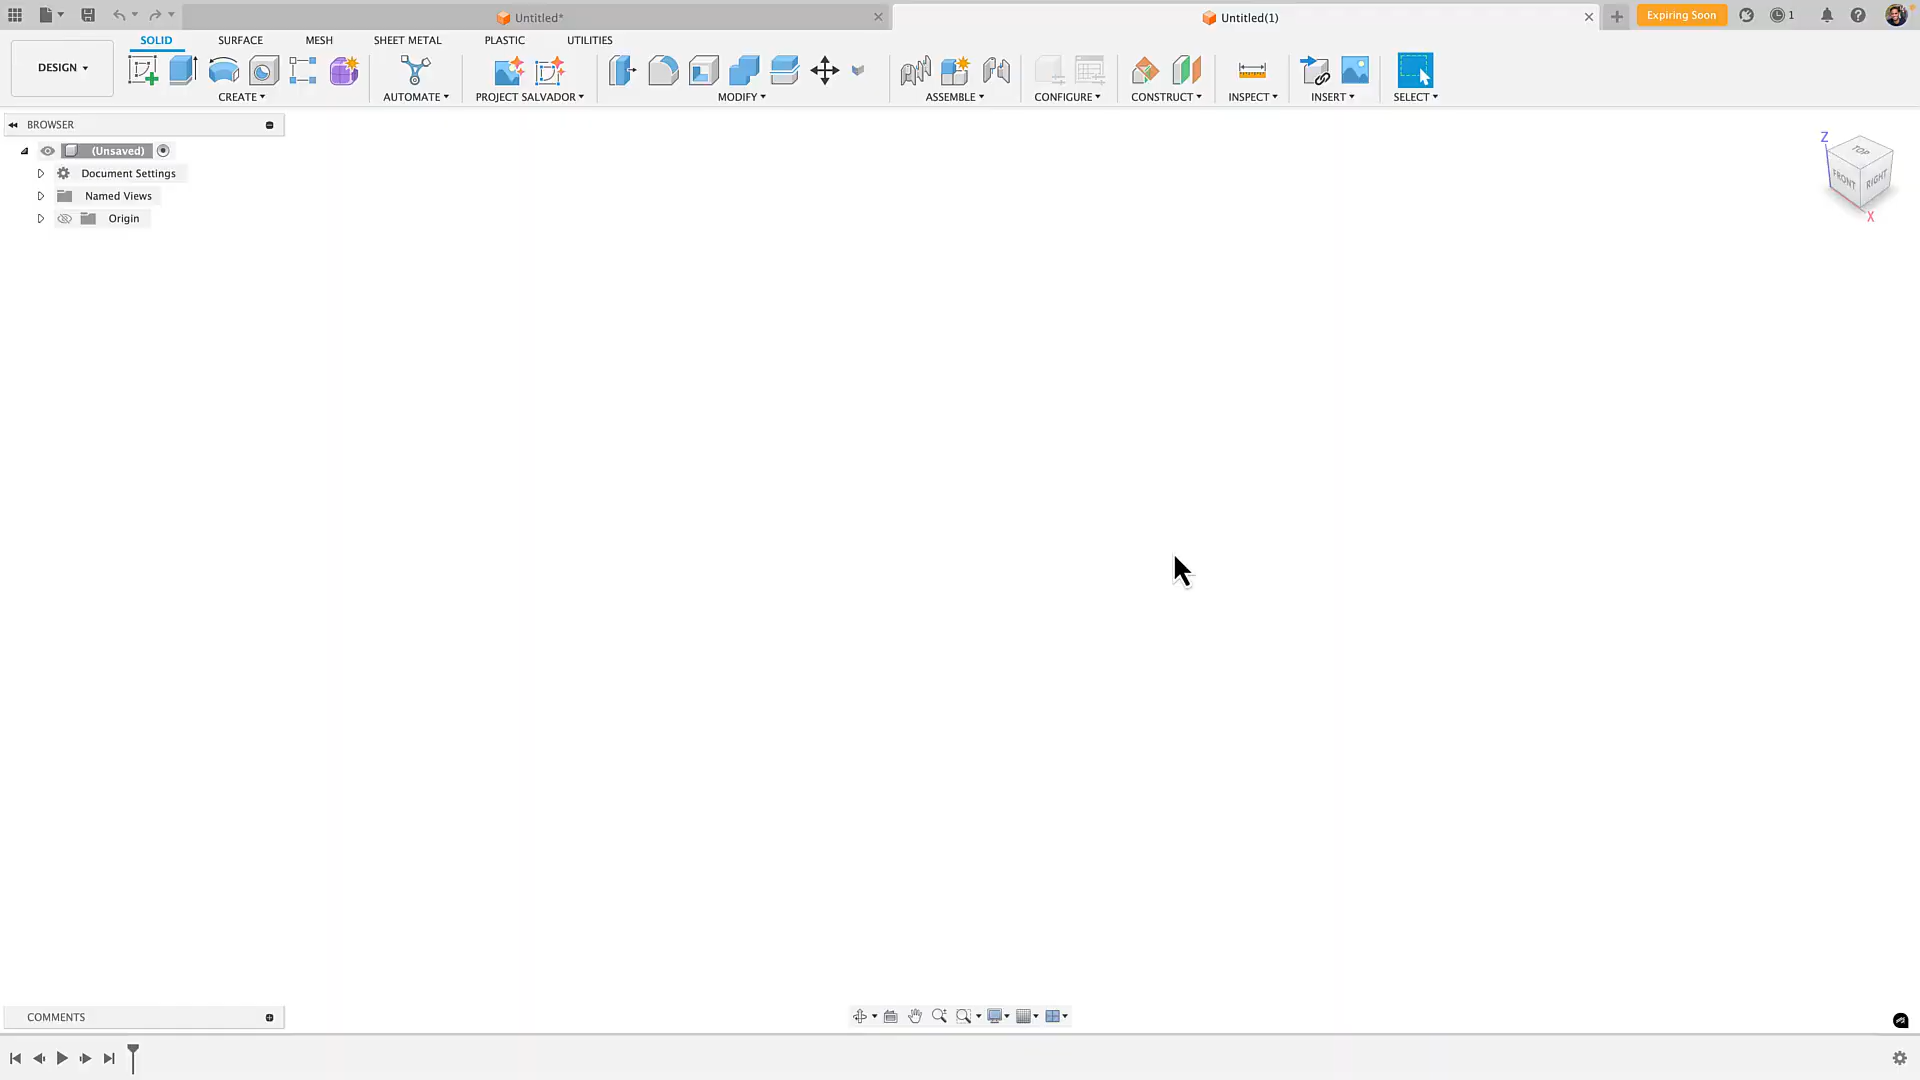 Untitled*
Untitled(1)
Expiring Soon
1
DESIGN
SOLID
SURFACE
MESH
SHEET METAL
PLASTIC
UTILITIES
CREATE
AUTOMATE
PROJECT SALVADOR
MODIFY
ASSEMBLE
CONFIGURE
CONSTRUCT
INSPECT
INSERT
SELECT
BROWSER
(Unsaved)
Document Settings
Named Views
Origin
Z
TOP
FRONT
RIGHT
X
COMMENTS